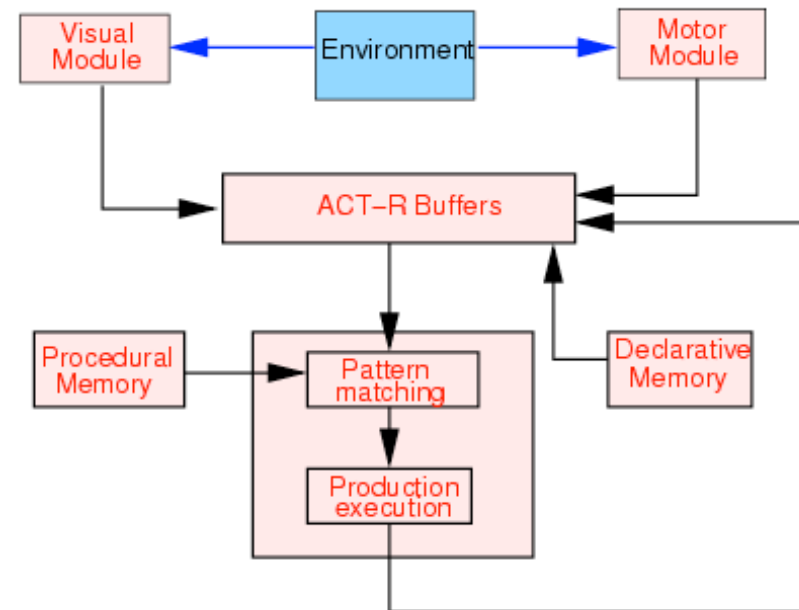 Visual
Module
Environment
Motor
Module
ACT–R Buffers
Procedural
Memory
Pattern
matching
Declarative
Memory
Production
execution